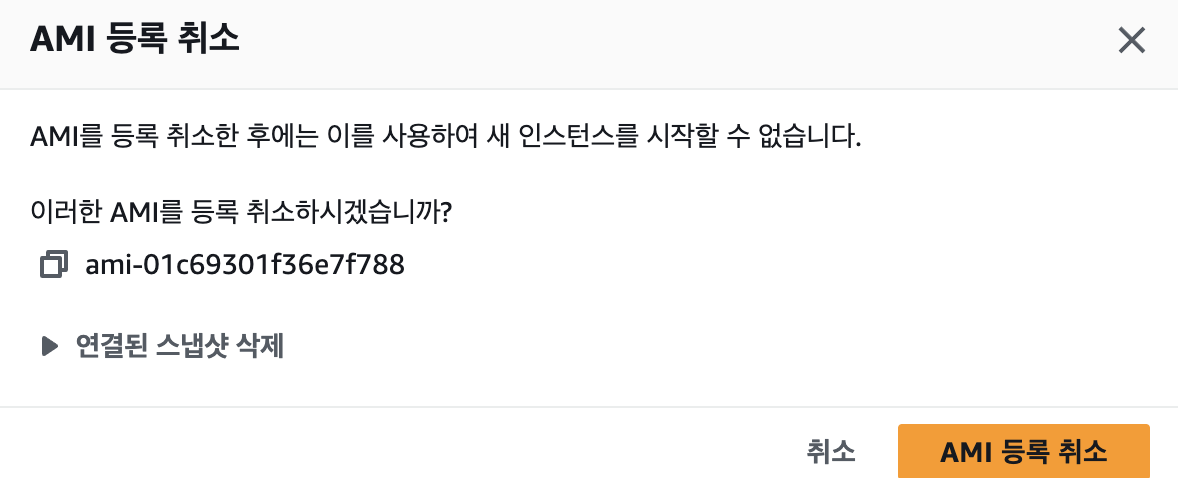 AMI 등록 취소
AMI를 등록 취소한 후에는 이를 사용하여 새 인스턴스를 시작할 수 없습니다.
이러한 AMI를 등록 취소하시겠습니까?
ami-01c69301f36e7f788
연결된 스냅샷 삭제
취소
AMI 등록 취소